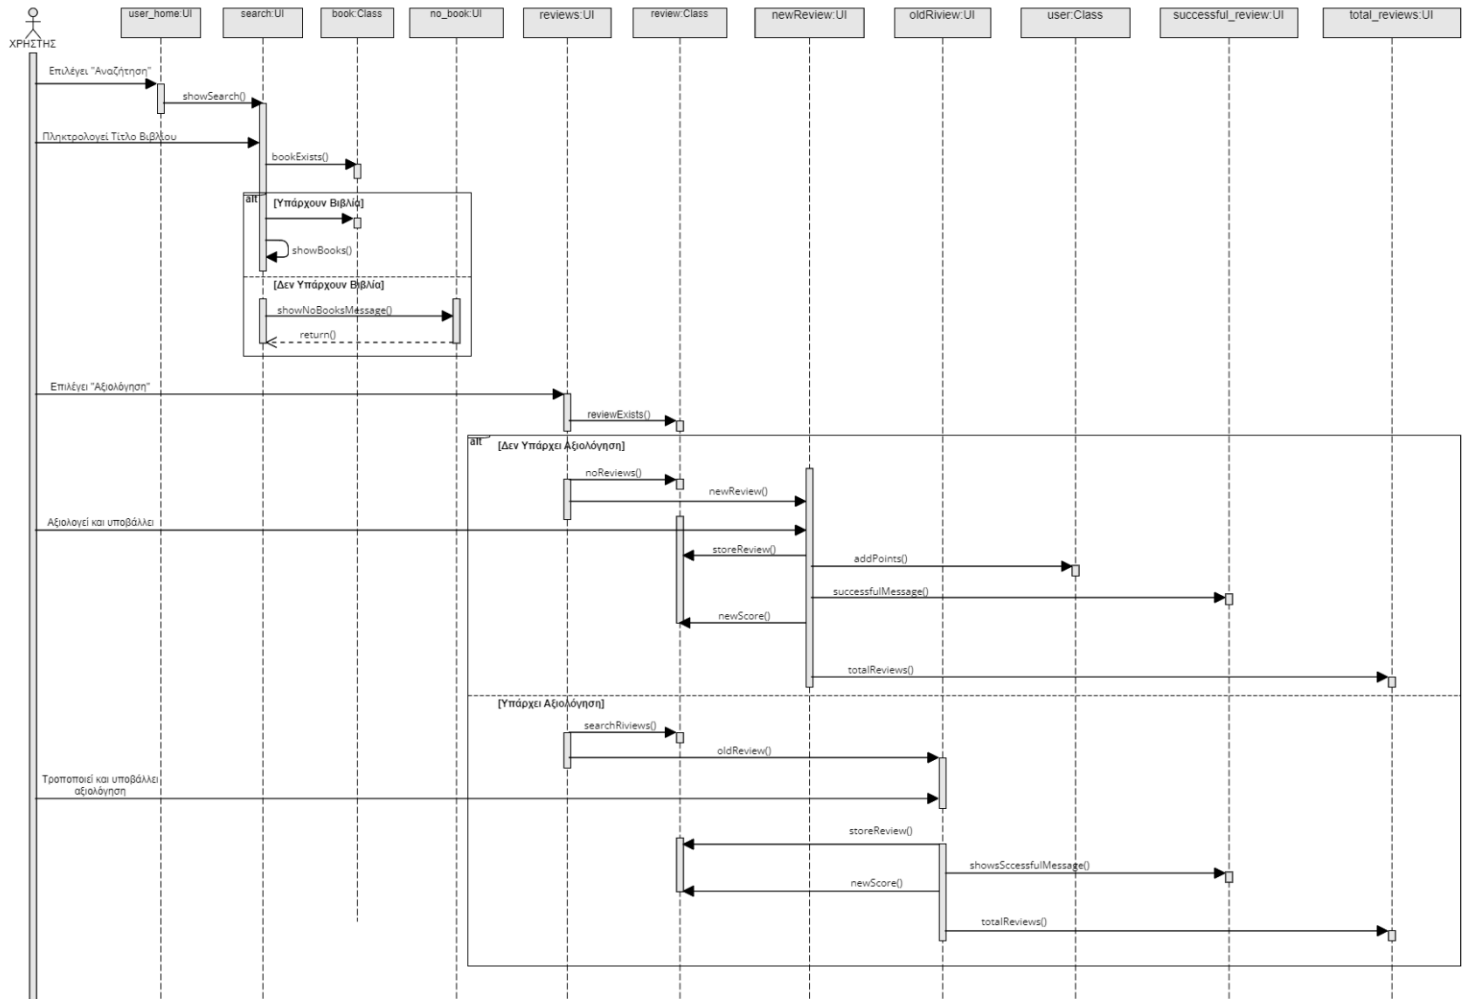 user_home:UI
search:UI
book:Class
no_book:UI
reviews:UI
review:Class
newReview:UI
oldRiview:UI
user:Class
successful_review:UI
total_reviews:UI
ΧΡΗΣΤΗΣ
Επιλέγει "Αναζήτηση"
showSearch()
Πληκτρολογεί Τίτλο Βιβλίου
bookExists()
alt
[Υπάρχουν Βιβλία]
showBooks()
[Δεν Υπάρχουν Βιβλία]
showNoBooksMessage()
return()
Επιλέγει "Αξιολόγηση"
reviewExists()
alt
[Δεν Υπάρχει Αξιολόγηση]
noReviews()
newReview()
Αξιολογεί και υποβάλλει
storeReview()
addPoints()
successfulMessage()
newScore()
totalReviews()
[Υπάρχει Αξιολόγηση]
searchRiviews()
oldReview()
Τροποποιεί και υποβάλλει
αξιολόγηση
storeReview()
showsSccessfulMessage()
newScore()
totalReviews()